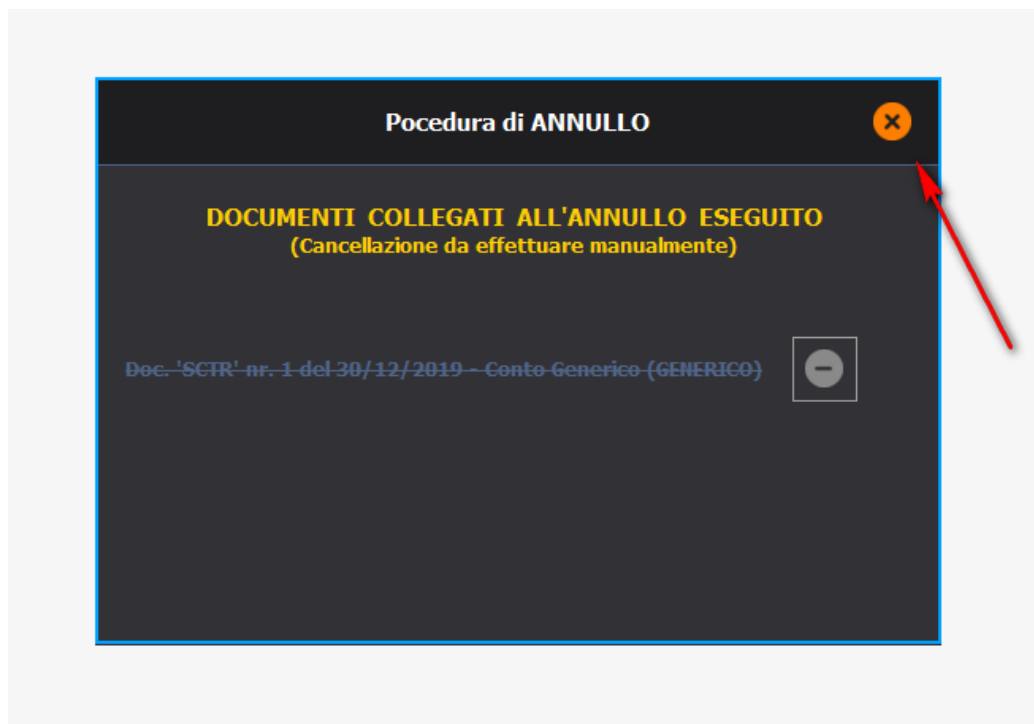 Pocedura di ANNULLO
DOCUMENTI COLLEGATI ALL'ANNULLO ESEGUITO
(Cancellazione da effettuare manualmente)
Doc. 'SCTR' nr. 1 del 30/12/2019 - Conto Generico (GENERICO)